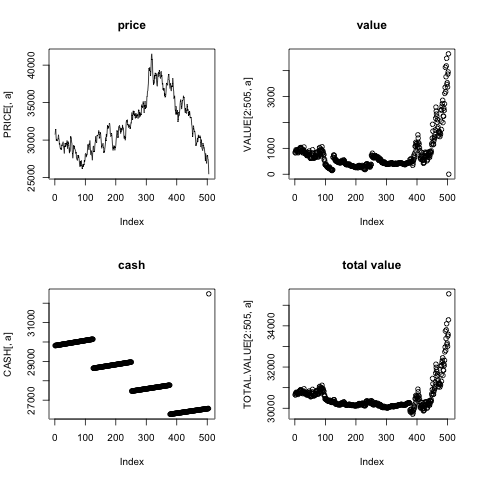 price
PRICE[, a]
25000 30000 35000 40000
0 100 200 300 400 500
Index
value
VALUE[2:505, a]
0 1000 3000
0 100 200 300 400 500
Index
cash
CASH[, a]
27000 29000 31000
0 100 200 300 400 500
Index
total value
TOTAL.VALUE[2:505, a]
30000 32000 34000
0 100 200 300 400 500
Index